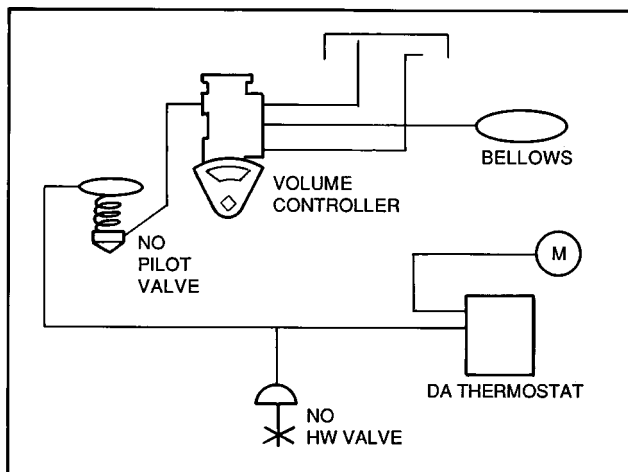 BELLOWS
VOLUME
CONTROLLER
NO
PILOT
VALVE
M
DA THERMOSTAT
NO
HW VALVE